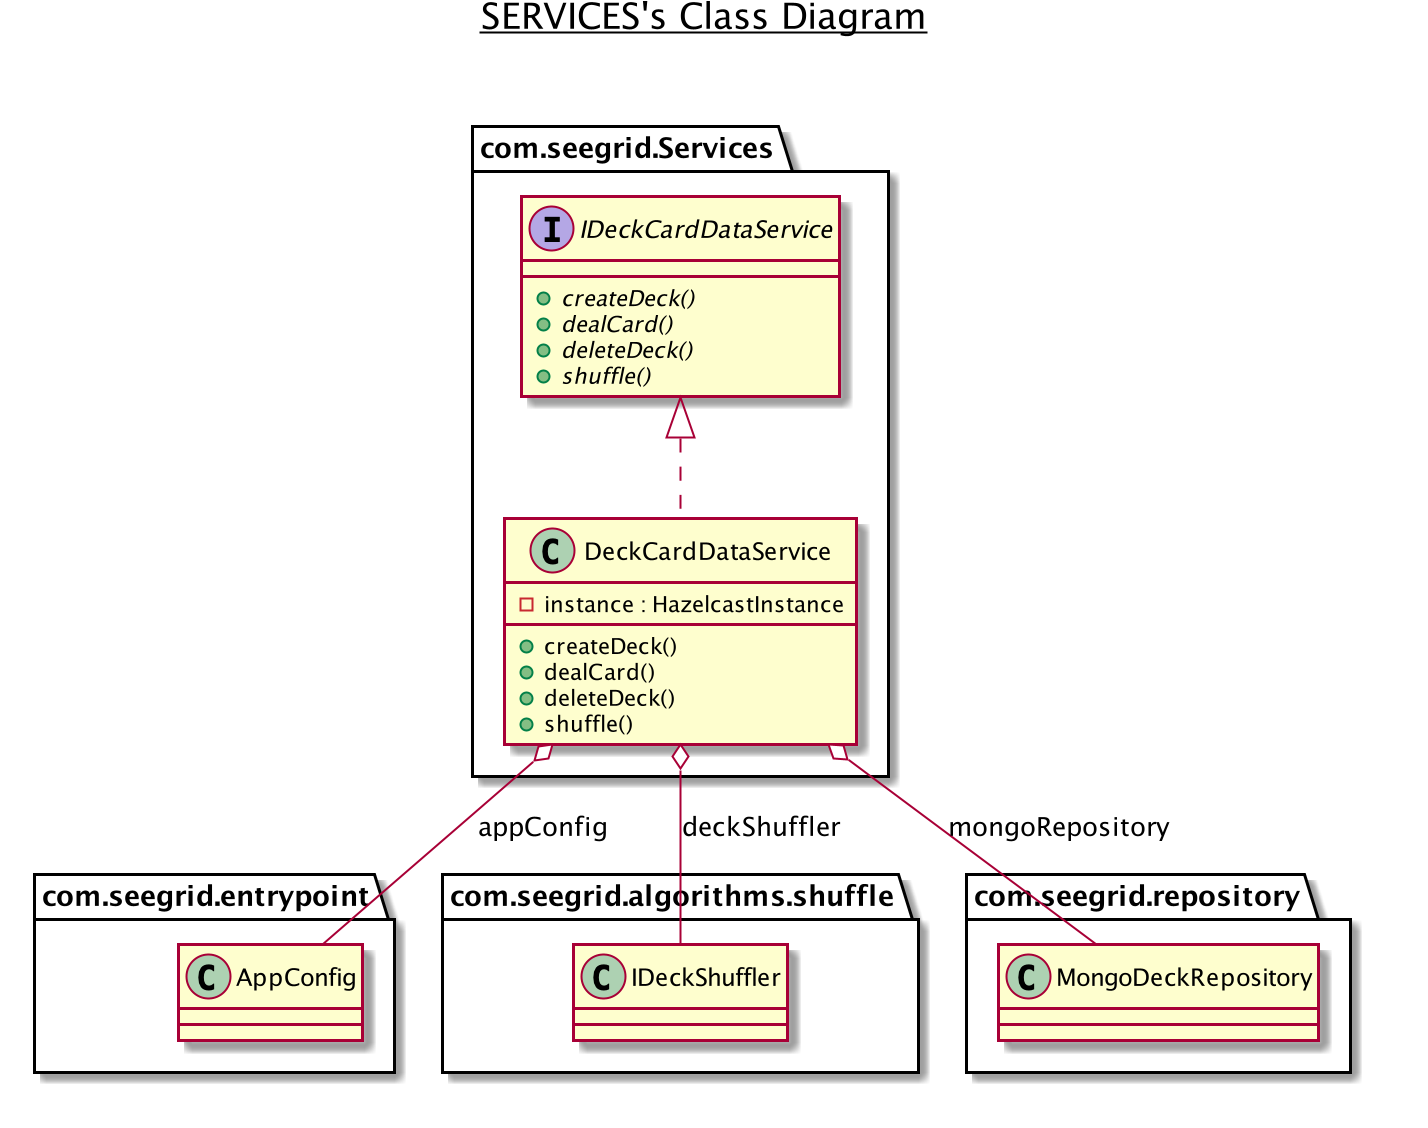 SERVICES's Class Diagram
com.seegrid.Services
I IDeckCardDataService
createDeck()
dealCard()
deleteDeck()
shuffle()
C DeckCardDataService
instance : HazelcastInstance
createDeck()
dealCard()
deleteDeck()
shuffle()
appConfig
deckShuffler
mongoRepository
com.seegrid.entrypoint
com.seegrid.algorithms.shuffle
com.seegrid.repository
C AppConfig
C IDeckShuffler
C MongoDeckRepository